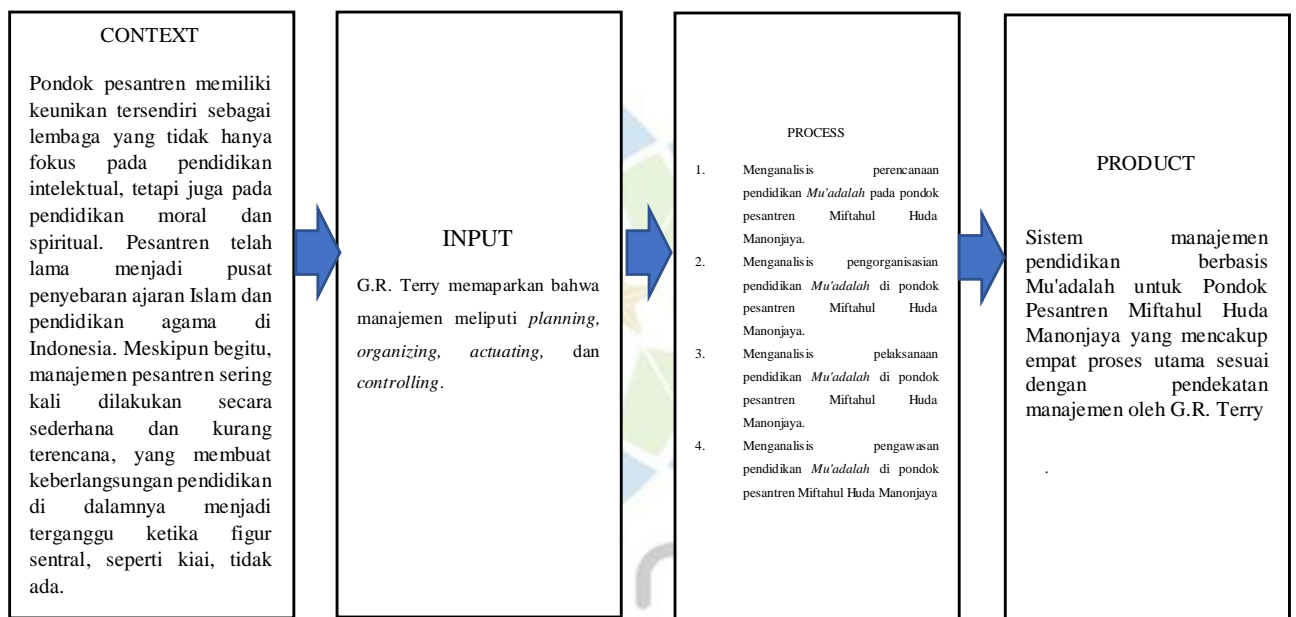 CONTEXT
Pondok pesantren memiliki
keunikan tersendiri sebagai
lembaga yang tidak hanya
fokus pada pendidikan
intelektual, tetapi juga pada
pendidikan moral dan
spiritual. Pesantren telah
lama menjadi pusat
penyebaran ajaran Islam dan
pendidikan agama di
Indonesia. Meskipun begitu,
manajemen pesantren sering
kali dilakukan secara
sederhana dan kurang
terencana, yang membuat
keberlangsungan pendidikan
di dalamnya menjadi
terganggu ketika figur
sentral, seperti kiai, tidak
ada.
INPUT
G.R. Terry memaparkan bahwa
manajemen meliputi planning,
organizing, actuating, dan
controlling.
PROCESS
1. Menganalisis perencanaan
pendidikan Mu'adalah pada pondok
pesantren Miftahul Huda
Manonjaya.
2. Menganalisis pengorganisasian
pendidikan Mu'adalah di pondok
pesantren Miftahul Huda
Manonjaya.
3. Menganalisis pelaksanaan
pendidikan Mu'adalah di pondok
pesantren Miftahul Huda
Manonjaya.
4. Menganalisis pengawasan
pendidikan Mu'adalah di pondok
pesantren Miftahul Huda Manonjaya
PRODUCT
Sistem manajemen
pendidikan berbasis
Mu'adalah untuk Pondok
Pesantren Miftahul Huda
Manonjaya yang mencakup
empat proses utama sesuai
dengan pendekatan
manajemen oleh G.R. Terry
.